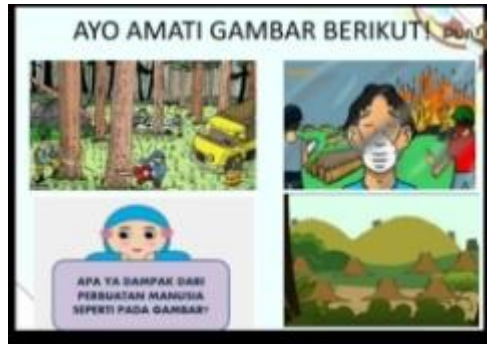 AYO AMATI GAMBAR BERIKUT!
APA YA DAMPAK DARI
PERBUATAN MANUSIA
SEPERTI PADA GAMBAR?